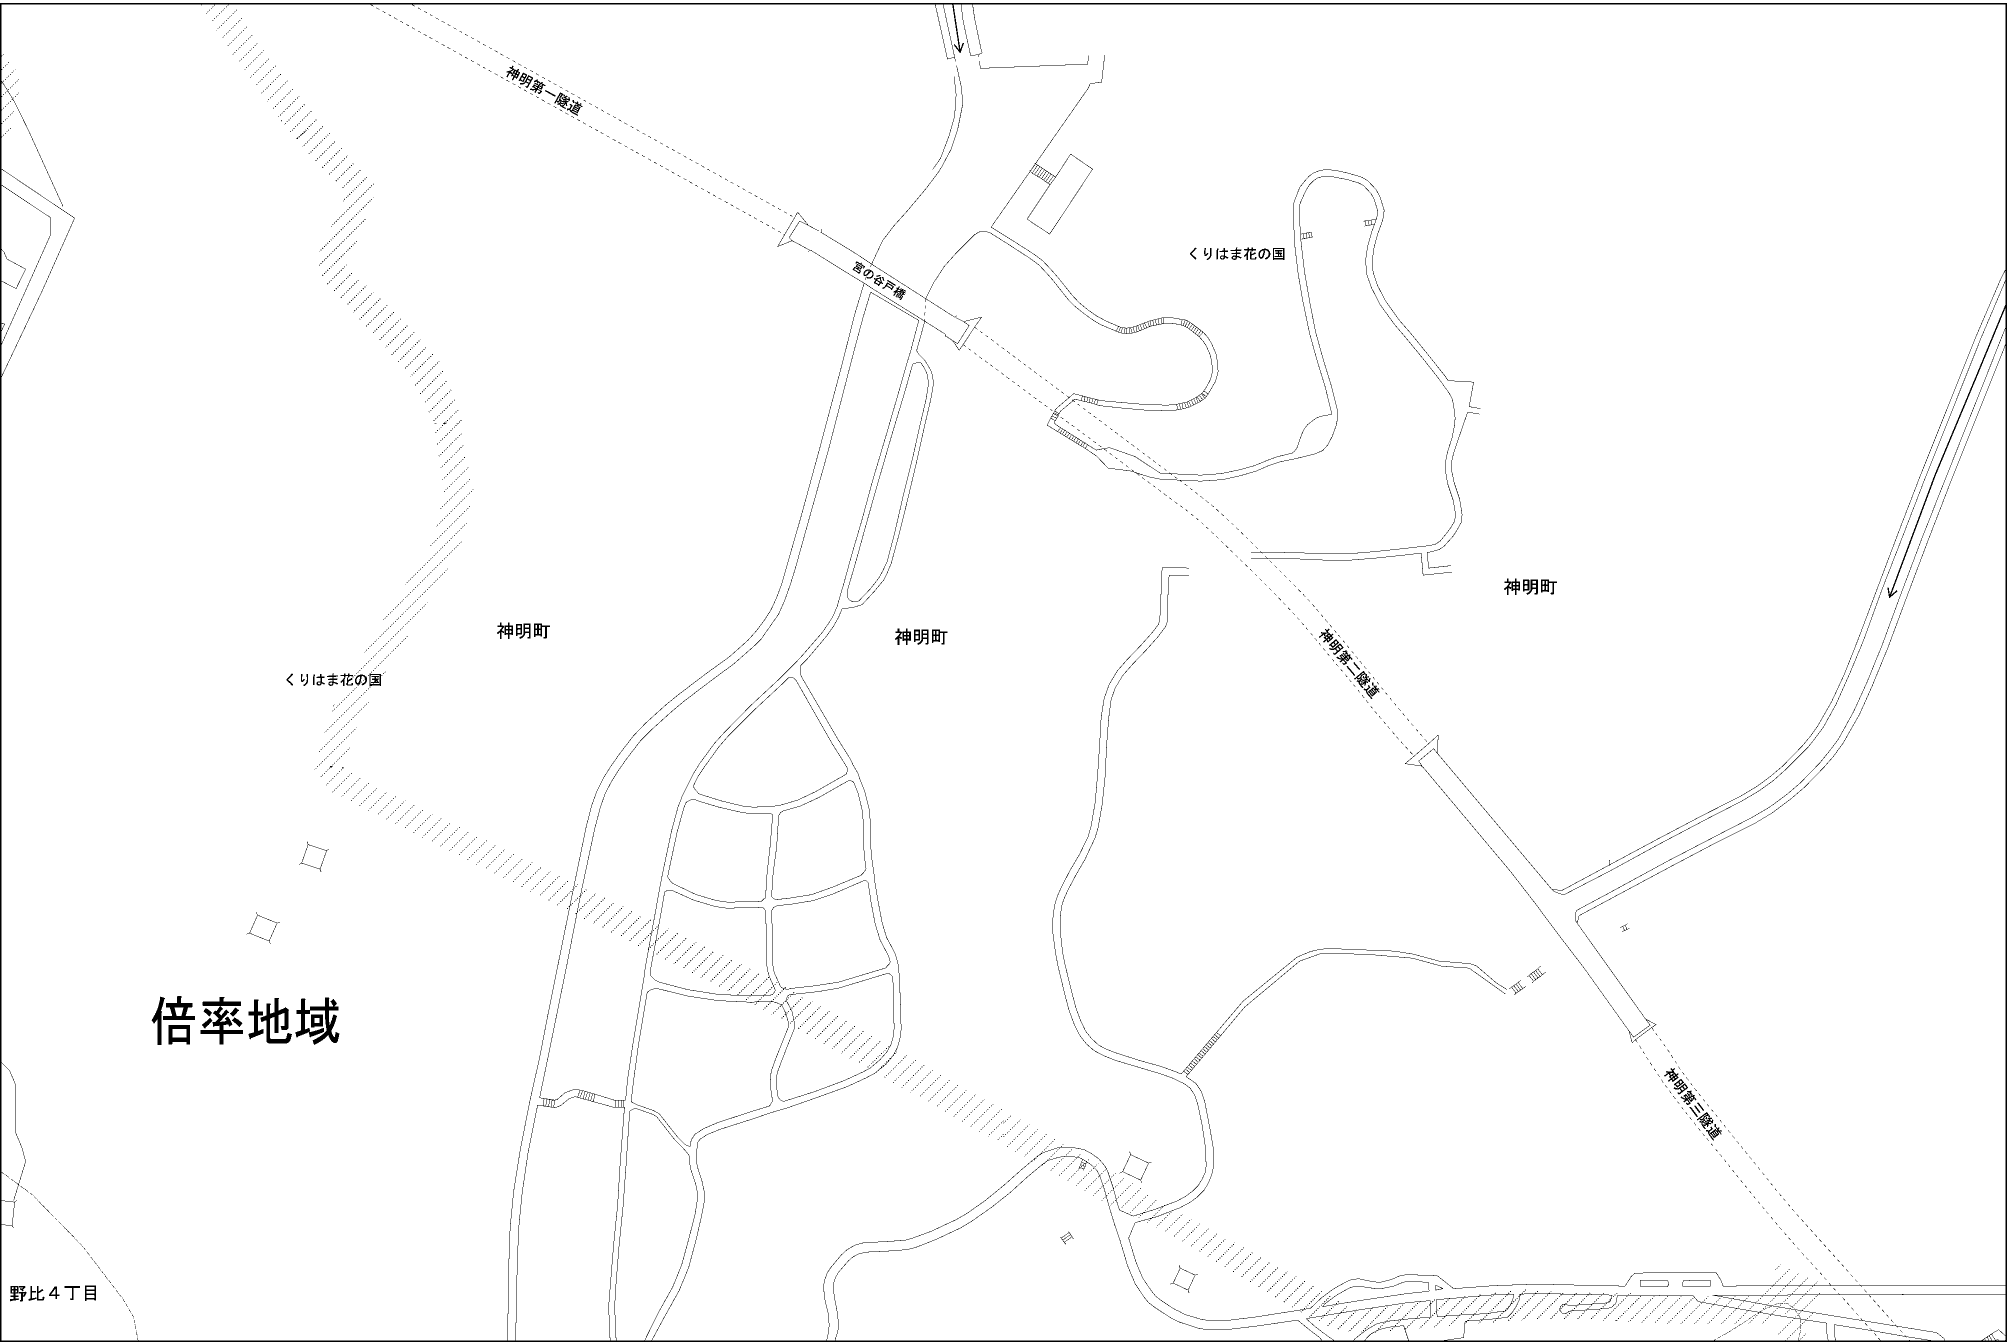 神明第一隧道
くりはま花の国
宮の谷戸橋
神明町
神明町
神明町
くりはま花の国
神明第二隧道
倍率地域
神明第三隧道
野比４丁目